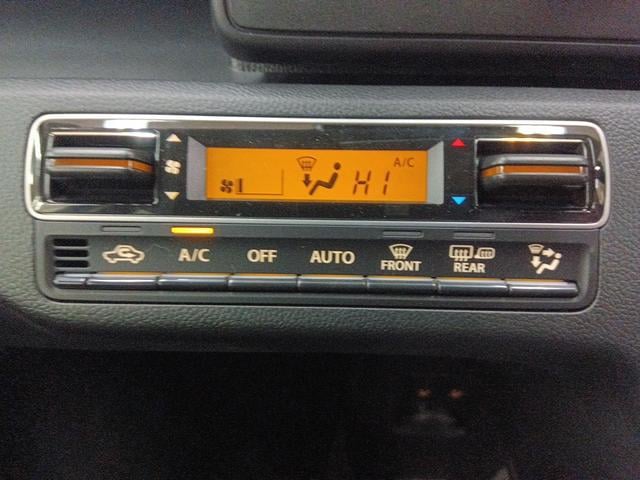 A/C
HI
A/C OFF AUTO FRONT REAR